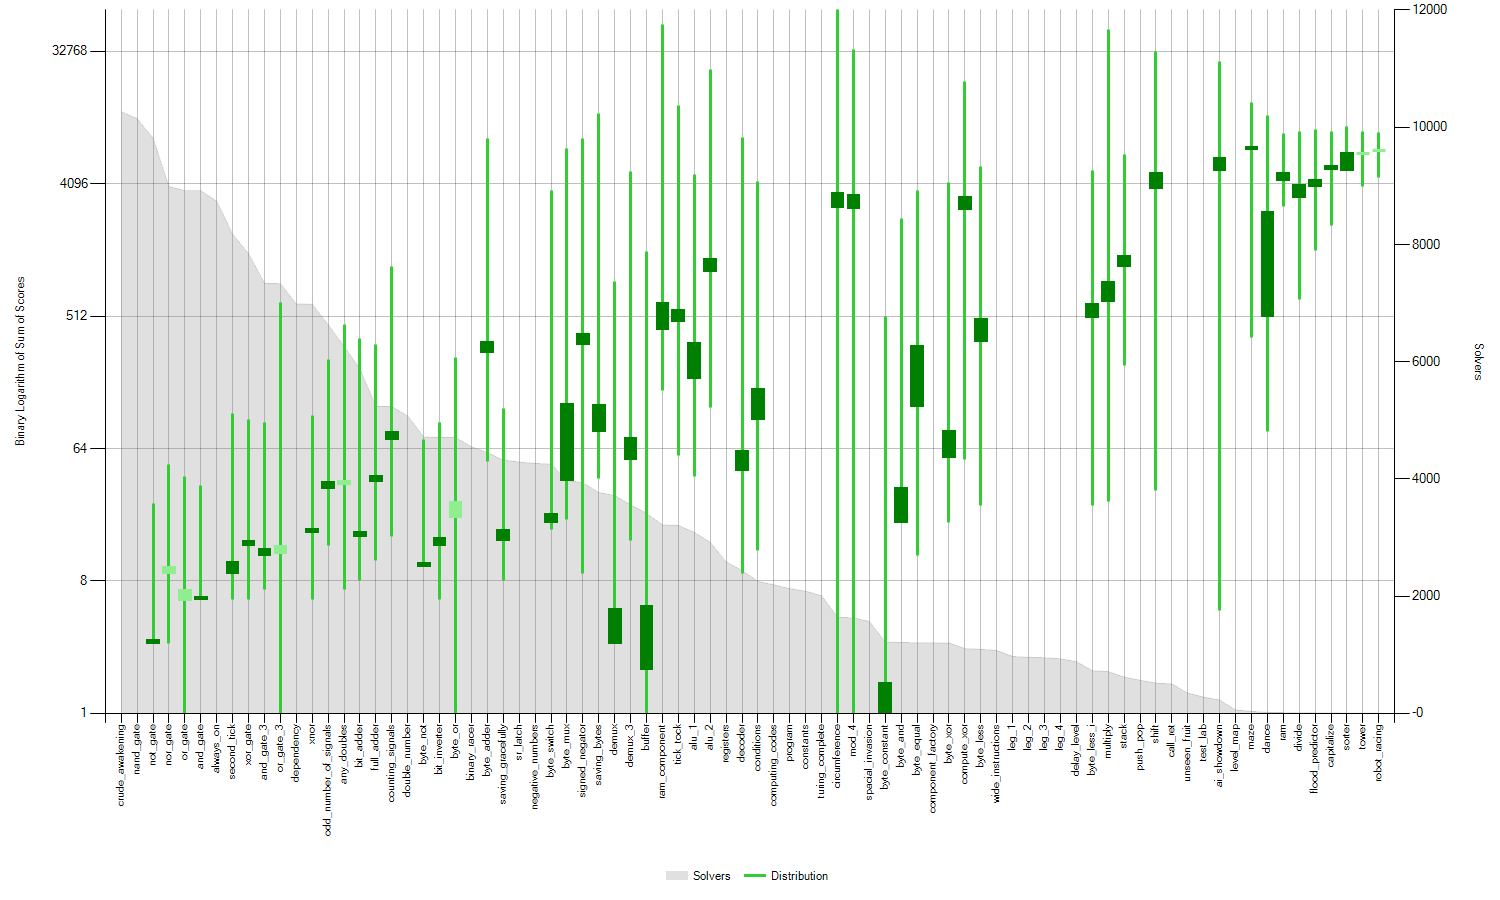 12000
32768
10000
4096
8000
512
6000
64
4000
8
2000
1
-0
Binary Logarithm of Sum of Scores
Solvers
crude_awakening
nand_gate
not_gate
nor_gate
or_gate
and_gate
always_on
second_tick
xor_gate
and_gate_3
or_gate_3
dependency
xnor
odd_number_of_signals
any_doubles
bit_adder
full_adder
counting_signals
double_number
byte_not
bit_inverter
byte_or
binary_racer
byte_adder
saving_gracefully
sr_latch
negative_numbers
byte_switch
byte_mux
signed_negator
saving_bytes
demux
demux_3
buffer
ram_component
tick_tock
alu_1
alu_2
registers
decoder
conditions
computing_codes
program
constants
turing_complete
circumference
mod_4
spacial_invasion
byte_constant
byte_and
byte_equal
component_factory
byte_xor
compute_xor
byte_less
wide_instructions
leg_1
leg_2
leg_3
leg_4
delay_level
byte_less_i
multiply
stack
push_pop
shift
call_ret
unseen_fruit
test_lab
ai_showdown
level_map
maze
dance
ram
divide
flood_predictor
capitalize
sorter
tower
robot_racing
Solvers
Distribution